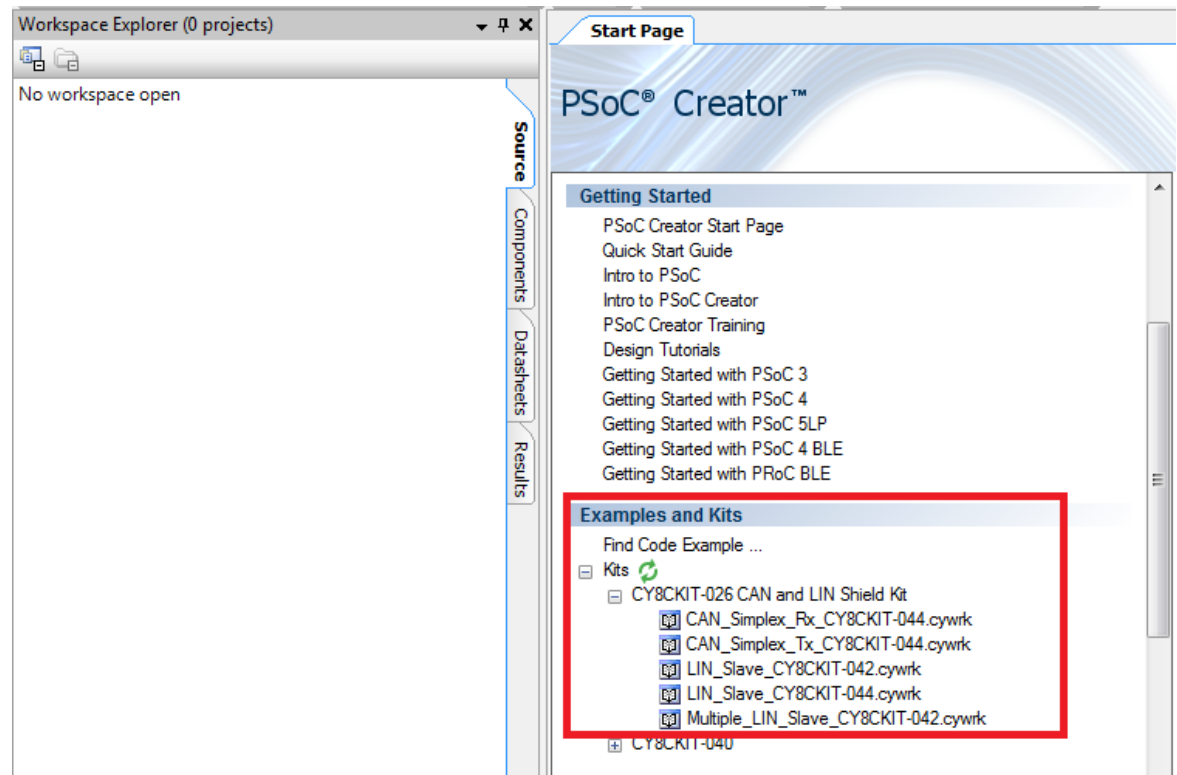 Workspace Explorer (0 projects)
No workspace open
Source
Components
Datasheets
Results
Start Page
PSoC® Creator™
Getting Started
PSoC Creator Start Page
Quick Start Guide
Intro to PSoC
Intro to PSoC Creator
PSoC Creator Training
Design Tutorials
Getting Started with PSoC 3
Getting Started with PSoC 4
Getting Started with PSoC 5LP
Getting Started with PSoC 4 BLE
Getting Started with PRoC BLE
Examples and Kits
Find Code Example ...
Kits
CY8CKIT-026 CAN and LIN Shield Kit
CAN_Simplex_Rx_CY8CKIT-044.cywrk
CAN_Simplex_Tx_CY8CKIT-044.cywrk
LIN_Slave_CY8CKIT-042.cywrk
LIN_Slave_CY8CKIT-044.cywrk
Multiple_LIN_Slave_CY8CKIT-042.cywrk
CY8CKIT-040